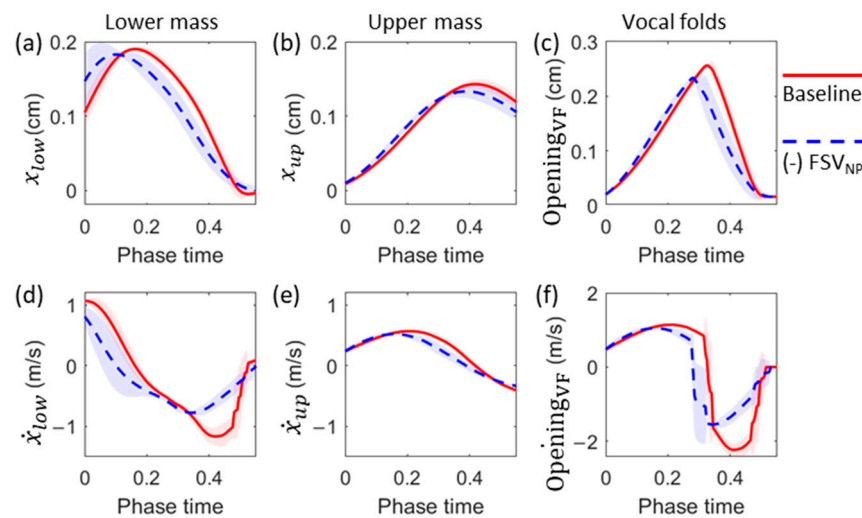 Lower mass
Upper mass
Vocal folds
(a)
0.2
0.1
0
x_low (cm)
0 0.2 0.4
Phase time
(b)
0.2
0.1
0
x_up (cm)
0 0.2 0.4
Phase time
(c)
0.3
0.2
0.1
0
Opening_VF (cm)
0 0.2 0.4
Phase time
Baseline
(-) FSV_NP
(d)
1
0
−1
ẋ_low (m/s)
0 0.2 0.4
Phase time
(e)
1
0
−1
ẋ_up (m/s)
0 0.2 0.4
Phase time
(f)
2
0
−2
Openiṅg_VF (m/s)
0 0.2 0.4
Phase time